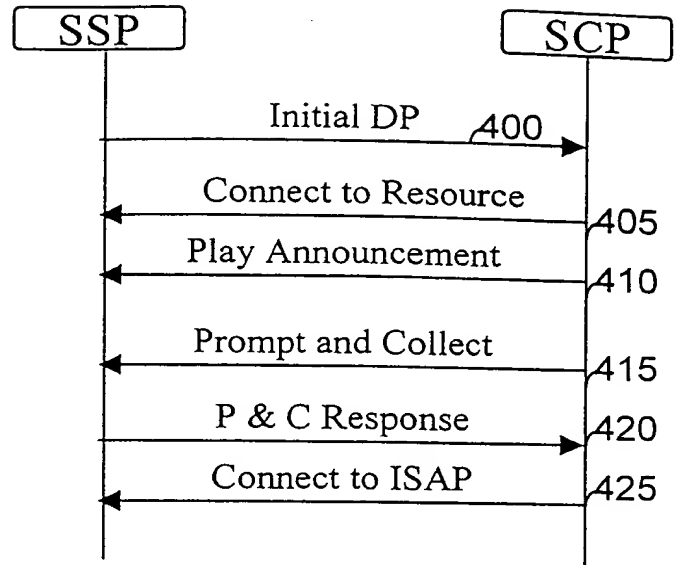 SSP SCP
Initial DP 400
Connect to Resource 405
Play Announcement 410
Prompt and Collect 415
P & C Response 420
Connect to ISAP 425